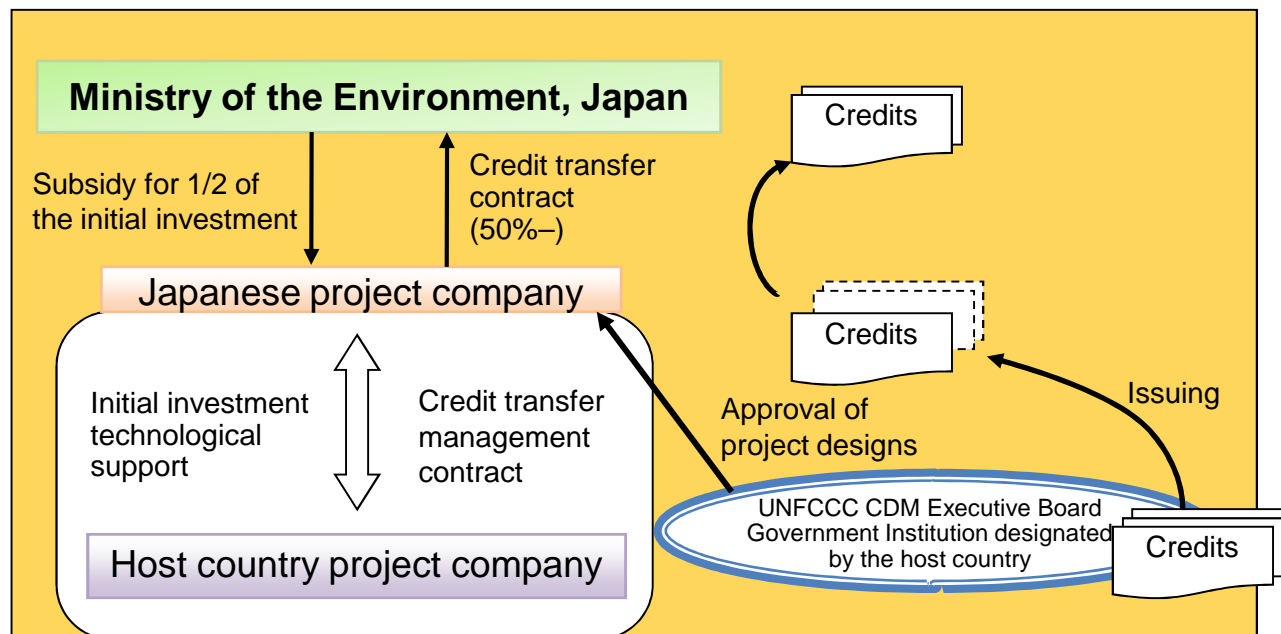 Ministry of the Environment, Japan
Credits
Subsidy for 1/2 of
the initial investment
Credit transfer
contract
(50%–)
Japanese project company
Credits
Initial investment
technological
support
Credit transfer
management
contract
Approval of
project designs
Issuing
UNFCCC CDM Executive Board
Government Institution designated
by the host country
Credits
Host country project company